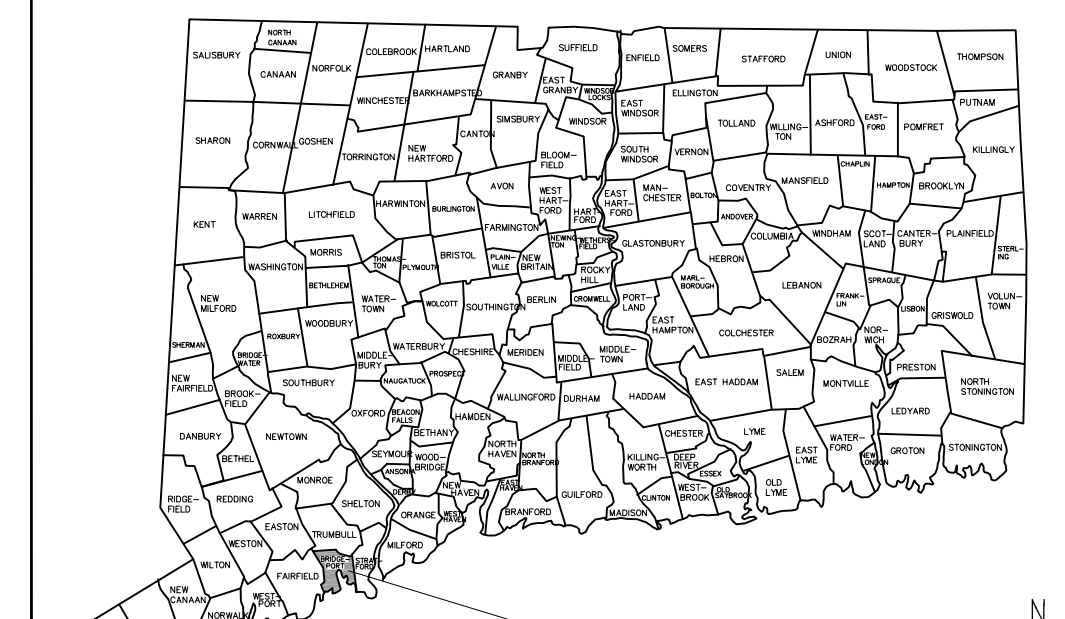 NORTH
CANAAN
SALISBURY
COLEBROOK
HARTLAND
SUFFIELD
ENFIELD
SOMERS
STAFFORD
UNION
THOMPSON
CANAAN
NORFOLK
GRANBY
WOODSTOCK
EAST
GRANBY
WINDSOR
LOCKS
ELLINGTON
WINCHESTER
BARKHAMSTED
EAST
WINDSOR
PUTNAM
SIMSBURY
WINDSOR
TOLLAND
WILLING-
TON
ASHFORD
EAST-
FORD
POMFRET
SHARON
CORNWALL
GOSHEN
CANTON
TORRINGTON
NEW
HARTFORD
BLOOM-
FIELD
SOUTH
WINDSOR
VERNON
KILLINGLY
CHAPLIN
AVON
WEST
HART-
FORD
HART-
FORD
EAST
HART-
FORD
MAN-
CHESTER
BOLTON
COVENTRY
MANSFIELD
HAMPTON
BROOKLYN
KENT
WARREN
LITCHFIELD
HARWINTON
BURLINGTON
ANDOVER
FARMINGTON
NEWING
TON
WETHERS
FIELD
GLASTONBURY
COLUMBIA
WINDHAM
SCOT-
LAND
CANTER-
BURY
PLAINFIELD
STERL-
ING
MORRIS
WASHINGTON
THOMAS-
TON
PLYMOUTH
BRISTOL
PLAIN-
VILLE
NEW
BRITAIN
ROCKY
HILL
HEBRON
MARL-
BOROUGH
LEBANON
SPRAGUE
BETHLEHEM
NEW
MILFORD
WATER-
TOWN
WOLCOTT
SOUTHINGTON
BERLIN
CROMWELL
PORT-
LAND
FRANK-
LIN
LISBON
GRISWOLD
VOLUN-
TOWN
WOODBURY
ROXBURY
EAST
HAMPTON
COLCHESTER
BOZRAH
NOR-
WICH
SHERMAN
BRIDGE-
WATER
MIDDLE-
BURY
WATERBURY
CHESHIRE
MERIDEN
MIDDLE-
FIELD
MIDDLE-
TOWN
PRESTON
NEW
FAIRFIELD
SOUTHBURY
NAUGATUCK
PROSPECT
EAST HADDAM
SALEM
MONTVILLE
NORTH
STONINGTON
BROOK-
FIELD
WALLINGFORD
DURHAM
HADDAM
OXFORD
BEACON
FALLS
HAMDEN
LEDYARD
DANBURY
NEWTOWN
BETHANY
CHESTER
LYME
EAST
LYME
WATER-
FORD
NEW
LONDON
GROTON
STONINGTON
BETHEL
SEYMOUR
WOOD-
BRIDGE
NORTH
HAVEN
NORTH
BRANFORD
KILLING-
WORTH
DEEP
RIVER
ESSEX
ANSONIA
MONROE
DERBY
NEW
HAVEN
EAST
HAVEN
GUILFORD
CLINTON
WEST-
BROOK
OLD
SAYBROOK
OLD
LYME
RIDGE-
FIELD
REDDING
SHELTON
ORANGE
WEST
HAVEN
BRANFORD
MADISON
EASTON
TRUMBULL
MILFORD
WESTON
WILTON
BRIDGE-
PORT
STRAT-
FORD
FAIRFIELD
NEW
CANAAN
WEST-
PORT
NORWALK
N